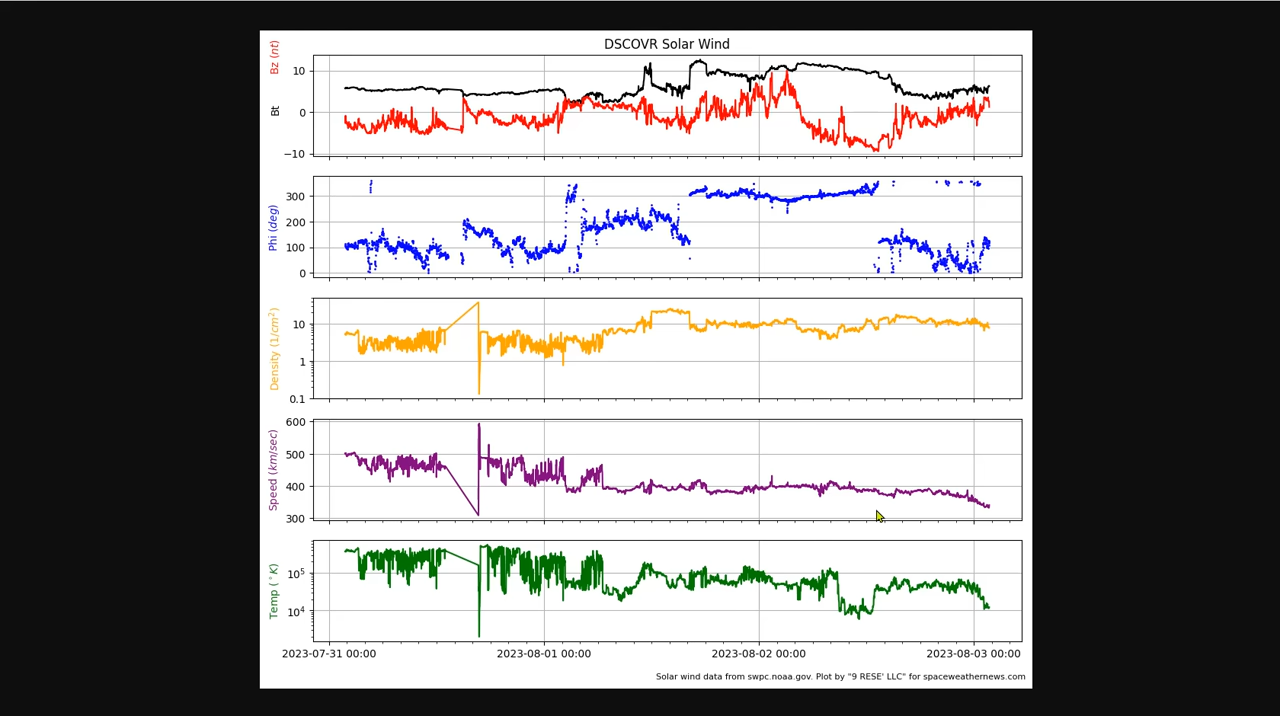 DSCOVR Solar Wind
Bz (nt)
Bt
10
0
−10
Phi (deg)
300
200
100
0
Density (1/cm²)
10
1
0.1
Speed (km/sec)
600
500
400
300
Temp (°K)
10⁵
10⁴
2023-07-31 00:00 2023-08-01 00:00 2023-08-02 00:00 2023-08-03 00:00
Solar wind data from swpc.noaa.gov. Plot by "9 RESE' LLC" for spaceweathernews.com